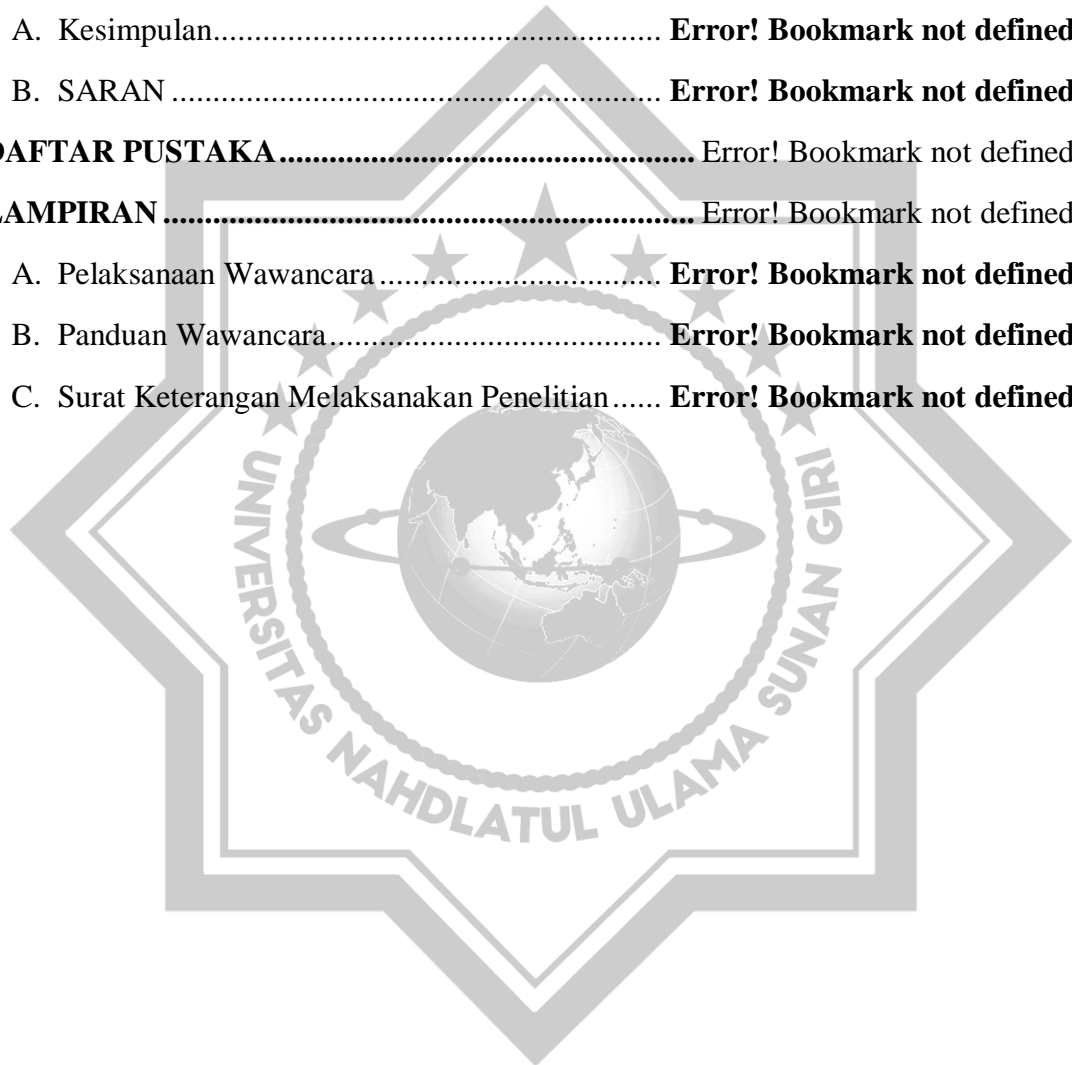 A. Kesimpulan...................................................... Error! Bookmark not defined
B. SARAN ........................................................... Error! Bookmark not defined
DAFTAR PUSTAKA.................................................. Error! Bookmark not defined
LAMPIRAN ................................................................ Error! Bookmark not defined
A. Pelaksanaan Wawancara .................................. Error! Bookmark not defined
B. Panduan Wawancara........................................ Error! Bookmark not defined
C. Surat Keterangan Melaksanakan Penelitian...... Error! Bookmark not defined
UNIVERSITAS NAHDLATUL ULAMA SUNAN GIRI